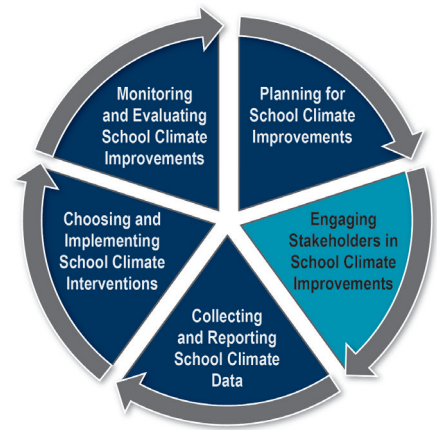 Monitoring
and Evaluating
School Climate
Improvements
Planning for
School Climate
Improvements
Engaging
Stakeholders in
School Climate
Improvements
Collecting
and Reporting
School Climate
Data
Choosing and
Implementing
School Climate
Interventions